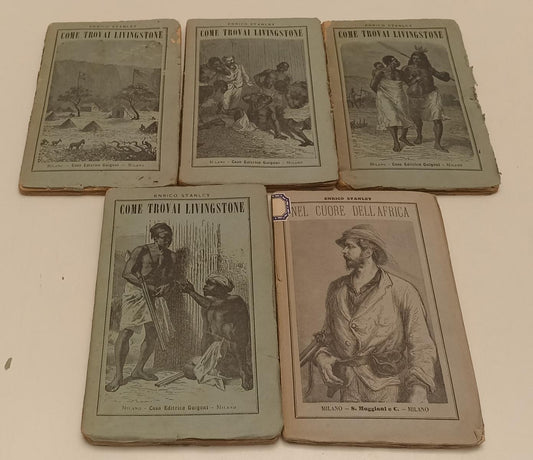 ENRICO STANLEY
COME TROVAI LIVINGSTONE
MILANO - Casa Editrice Guigoni - MILANO
ENRICO STANLEY
COME TROVAI LIVINGSTONE
MILANO - Casa Editrice Guigoni - MILANO
ENRICO STANLEY
COME TROVAI LIVINGSTONE
MILANO - Casa Editrice Guigoni - MILANO
ENRICO STANLEY
COME TROVAI LIVINGSTONE
MILANO - Casa Editrice Guigoni - MILANO
ENRICO STANLEY
NEL CUORE DELL'AFRICA
MILANO - S. Muggiani e C. - MILANO